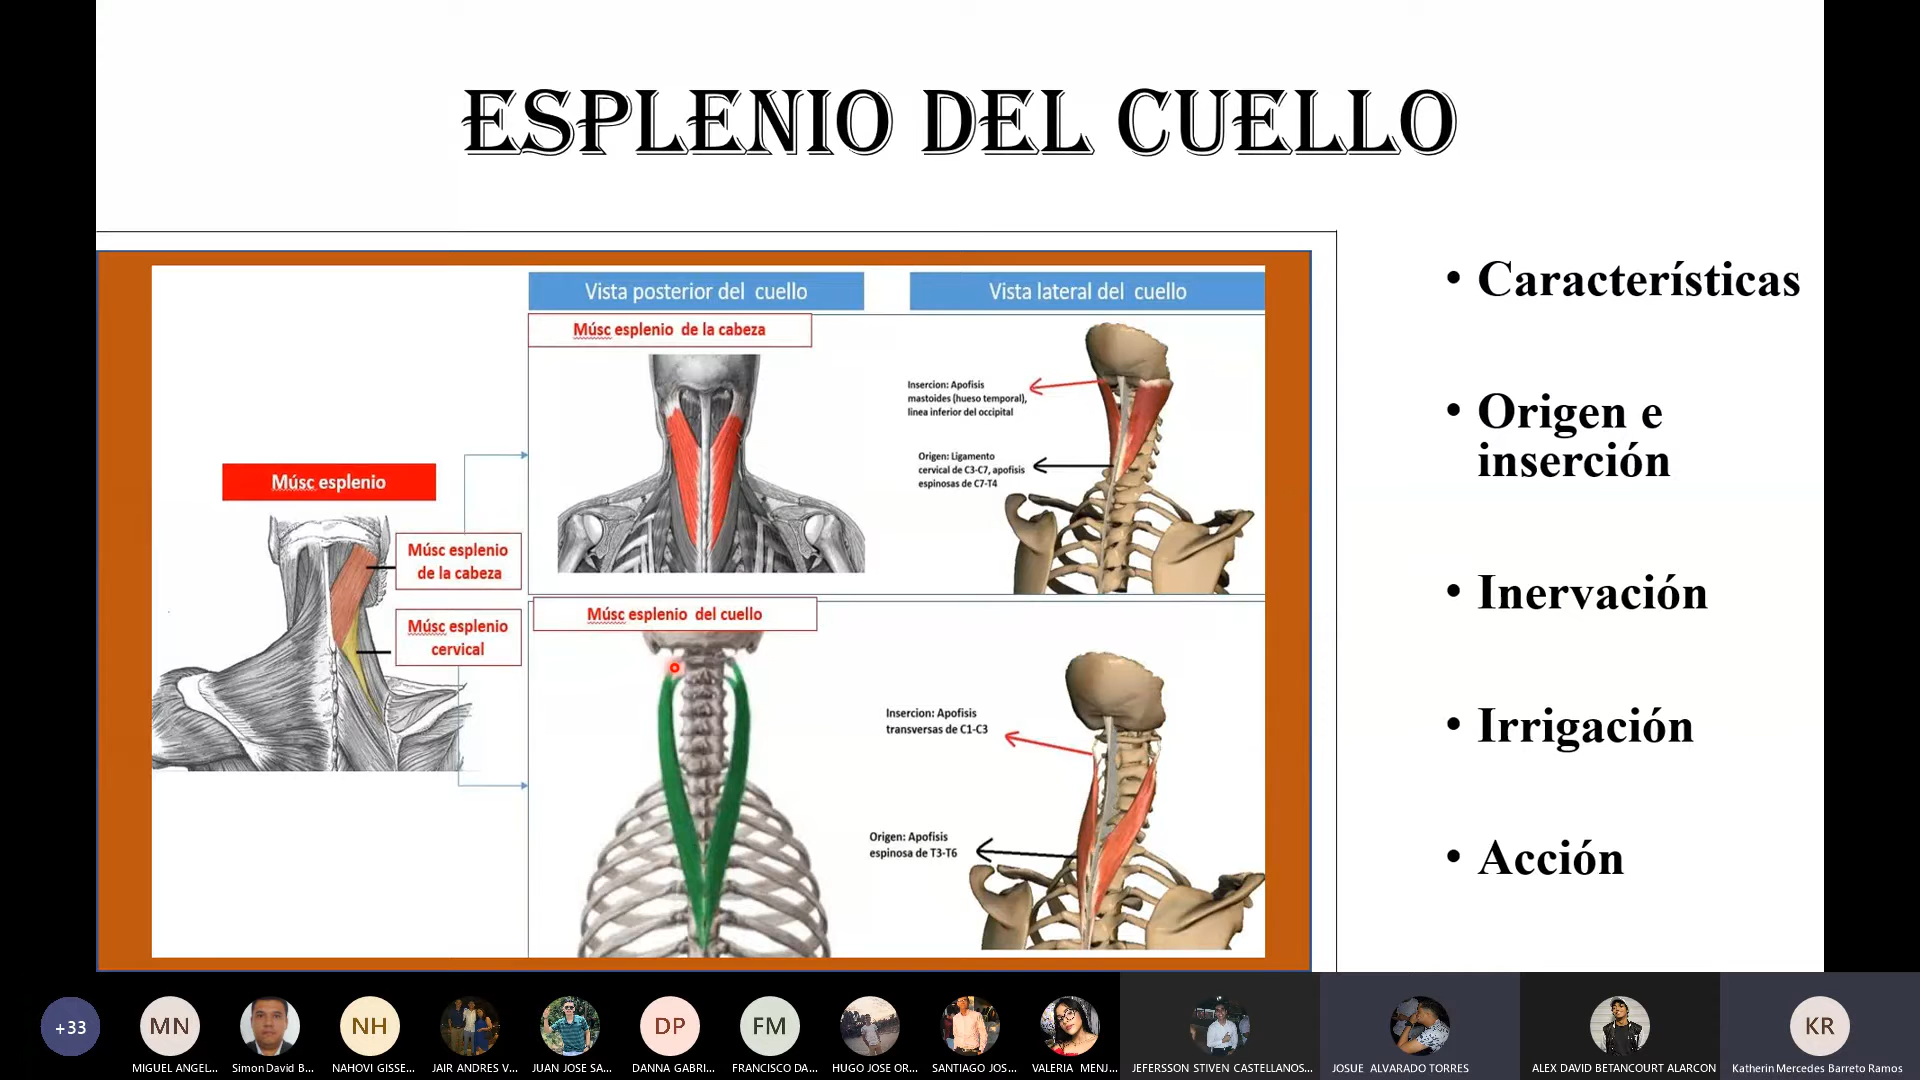 ESPLENIO DEL CUELLO
Vista posterior del cuello
Vista lateral del cuello
Músc esplenio de la cabeza
Insercion: Apofisis
mastoides (hueso temporal),
linea inferior del occipital
Origen: Ligamento
cervical de C3-C7, apofisis
espinosas de C7-T4
Músc esplenio
Músc esplenio
de la cabeza
Músc esplenio
cervical
Músc esplenio del cuello
Insercion: Apofisis
transversas de C1-C3
Origen: Apofisis
espinosa de T3-T6
• Características
• Origen e
inserción
• Inervación
• Irrigación
• Acción
+33
MN
NH
DP
FM
KR
MIGUEL ANGEL...
Simon David B...
NAHOVI GISSE...
JAIR ANDRES V...
JUAN JOSE SA...
DANNA GABRI...
FRANCISCO DA...
HUGO JOSE OR...
SANTIAGO JOS...
VALERIA MENJ...
JEFERSSON STIVEN CASTELLANOS...
JOSUE ALVARADO TORRES
ALEX DAVID BETANCOURT ALARCON
Katherin Mercedes Barreto Ramos